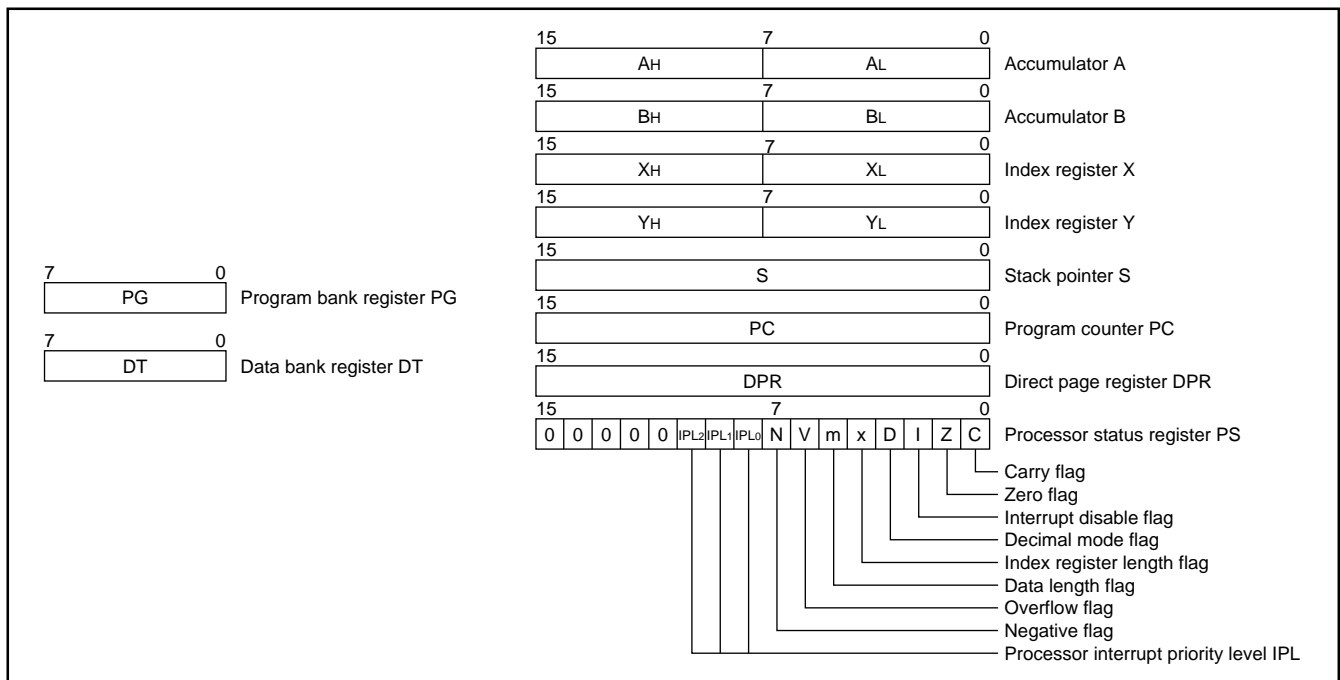 15 7 0
AH AL Accumulator A
15 7 0
BH BL Accumulator B
15 7 0
XH XL Index register X
15 7 0
YH YL Index register Y
15 0
S Stack pointer S
7 0
PG Program bank register PG
15 0
PC Program counter PC
7 0
DT Data bank register DT
15 0
DPR Direct page register DPR
15 7 0
0 0 0 0 0 IPL2 IPL1 IPL0 N V m x D I Z C Processor status register PS
Carry flag
Zero flag
Interrupt disable flag
Decimal mode flag
Index register length flag
Data length flag
Overflow flag
Negative flag
Processor interrupt priority level IPL